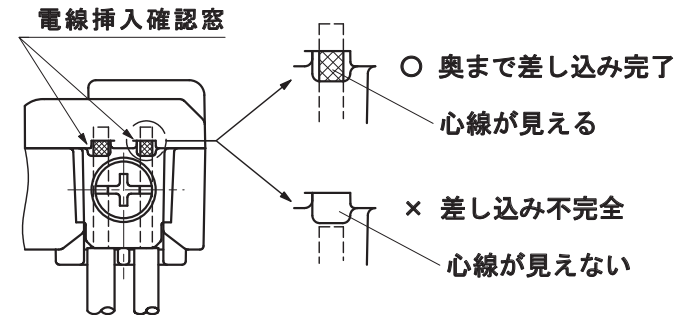 電線挿入確認窓
○ 奥まで差し込み完了
心線が見える
× 差し込み不完全
心線が見えない